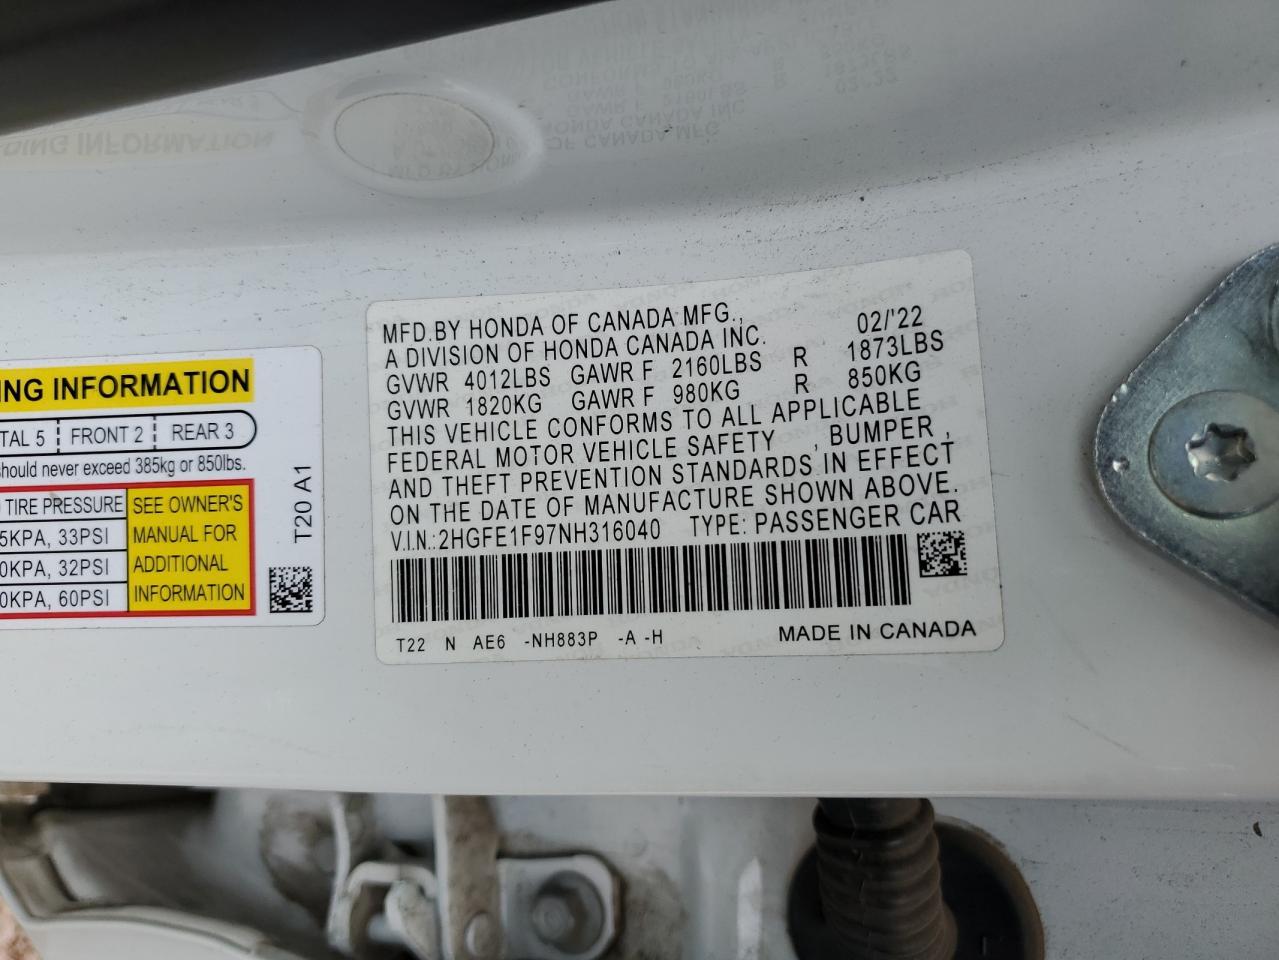 NG INFORMATION
TAL 5 FRONT 2 REAR 3
should never exceed 385kg or 850lbs.
TIRE PRESSURE SEE OWNER'S
5KPA, 33PSI MANUAL FOR
0KPA, 32PSI ADDITIONAL
0KPA, 60PSI INFORMATION
T20 A1
MFD.BY HONDA OF CANADA MFG., 02/'22
A DIVISION OF HONDA CANADA INC.
GVWR 4012LBS GAWR F 2160LBS R 1873LBS
GVWR 1820KG GAWR F 980KG R 850KG
THIS VEHICLE CONFORMS TO ALL APPLICABLE
FEDERAL MOTOR VEHICLE SAFETY , BUMPER ,
AND THEFT PREVENTION STANDARDS IN EFFECT
ON THE DATE OF MANUFACTURE SHOWN ABOVE.
V.I.N.:2HGFE1F97NH316040 TYPE: PASSENGER CAR
T22 N AE6 -NH883P -A -H MADE IN CANADA